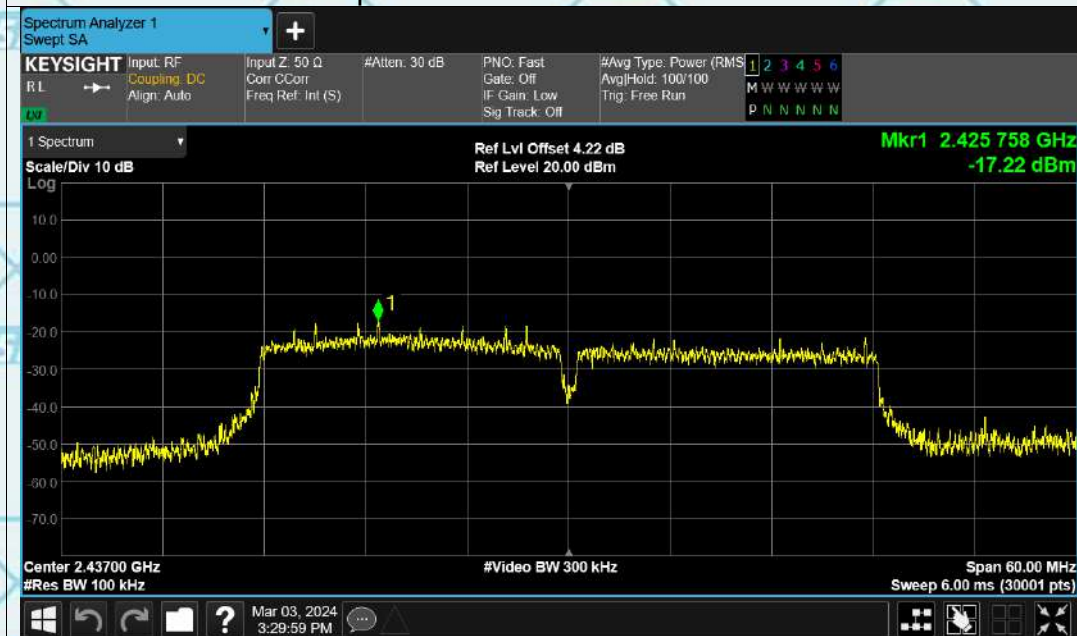 Spectrum Analyzer 1
Swept SA
+
KEYSIGHT
RL
LXI
Input: RF
Coupling: DC
Align: Auto
Input Z: 50 Ω
Corr CCorr
Freq Ref: Int (S)
#Atten: 30 dB
PNO: Fast
Gate: Off
IF Gain: Low
Sig Track: Off
#Avg Type: Power (RMS
Avg|Hold: 100/100
Trig: Free Run
1 2 3 4 5 6
M W W W W W
P N N N N N
1 Spectrum
Scale/Div 10 dB
Ref Lvl Offset 4.22 dB
Ref Level 20.00 dBm
Mkr1 2.425 758 GHz
-17.22 dBm
Log
10.0
0.00
-10.0
1
-20.0
-30.0
-40.0
-50.0
-60.0
-70.0
Center 2.43700 GHz
#Res BW 100 kHz
#Video BW 300 kHz
Span 60.00 MHz
Sweep 6.00 ms (30001 pts)
?
Mar 03, 2024
3:29:59 PM